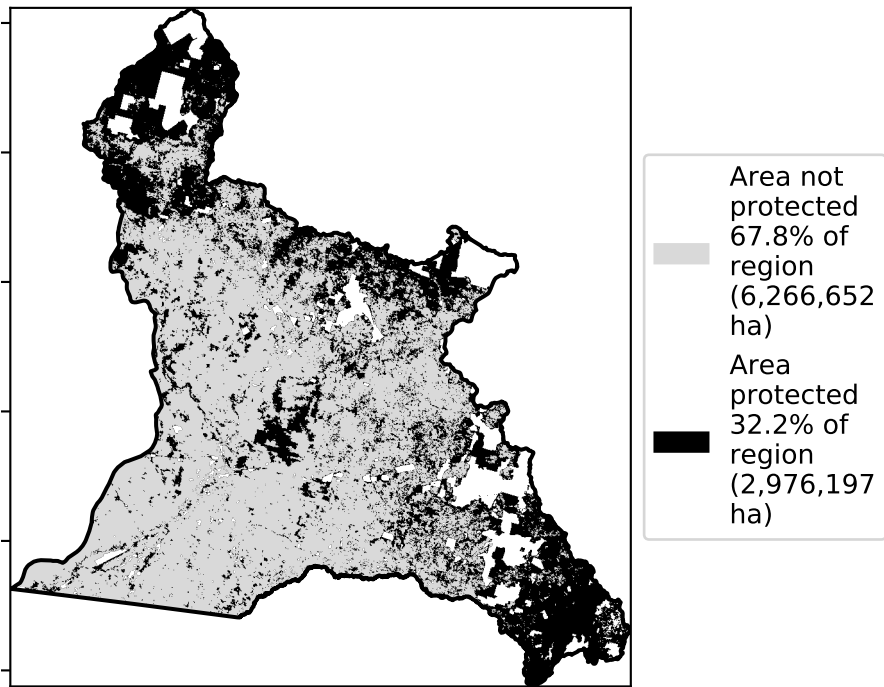 Area not
protected
67.8% of
region
(6,266,652
ha)
Area
protected
32.2% of
region
(2,976,197
ha)